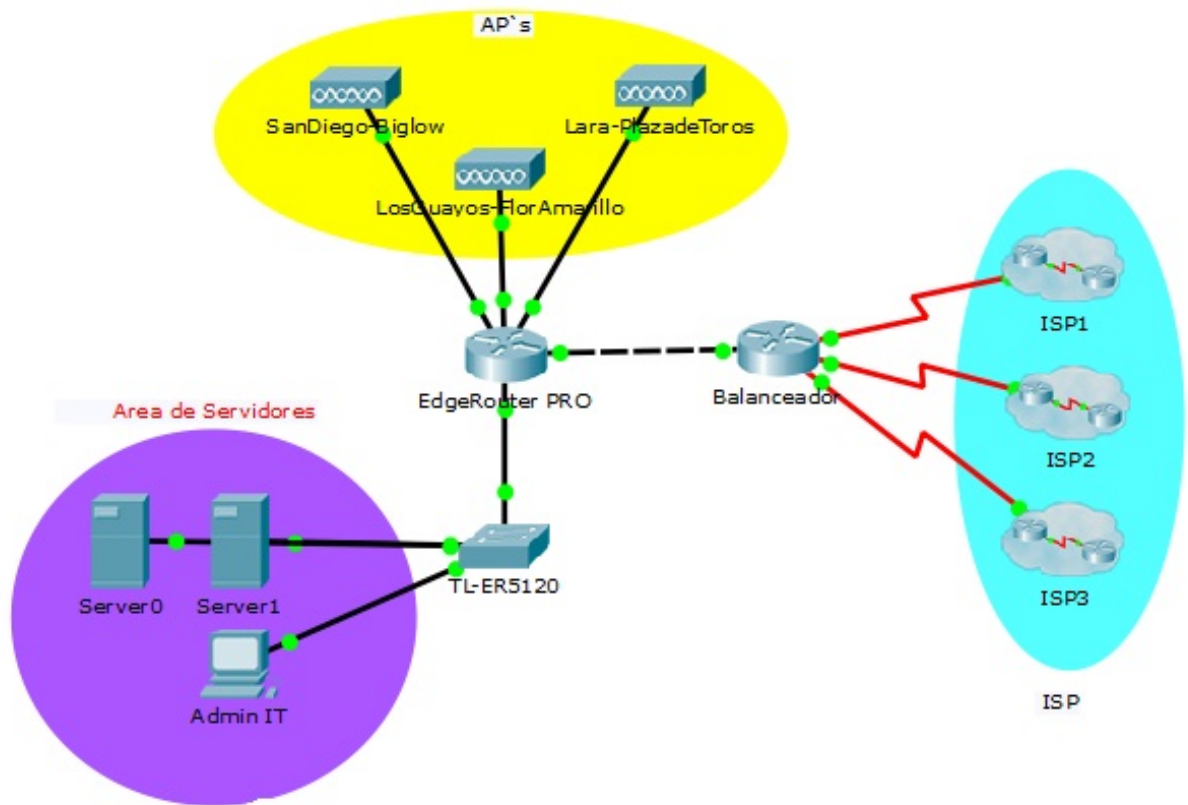 AP`s
SanDiego-Biglow
Lara-PlazadeToros
LosGuayos-FlorAmarillo
ISP1
EdgeRouter PRO
Balanceador
Area de Servidores
ISP2
TL-ER5120
Server0
Server1
ISP3
Admin IT
ISP